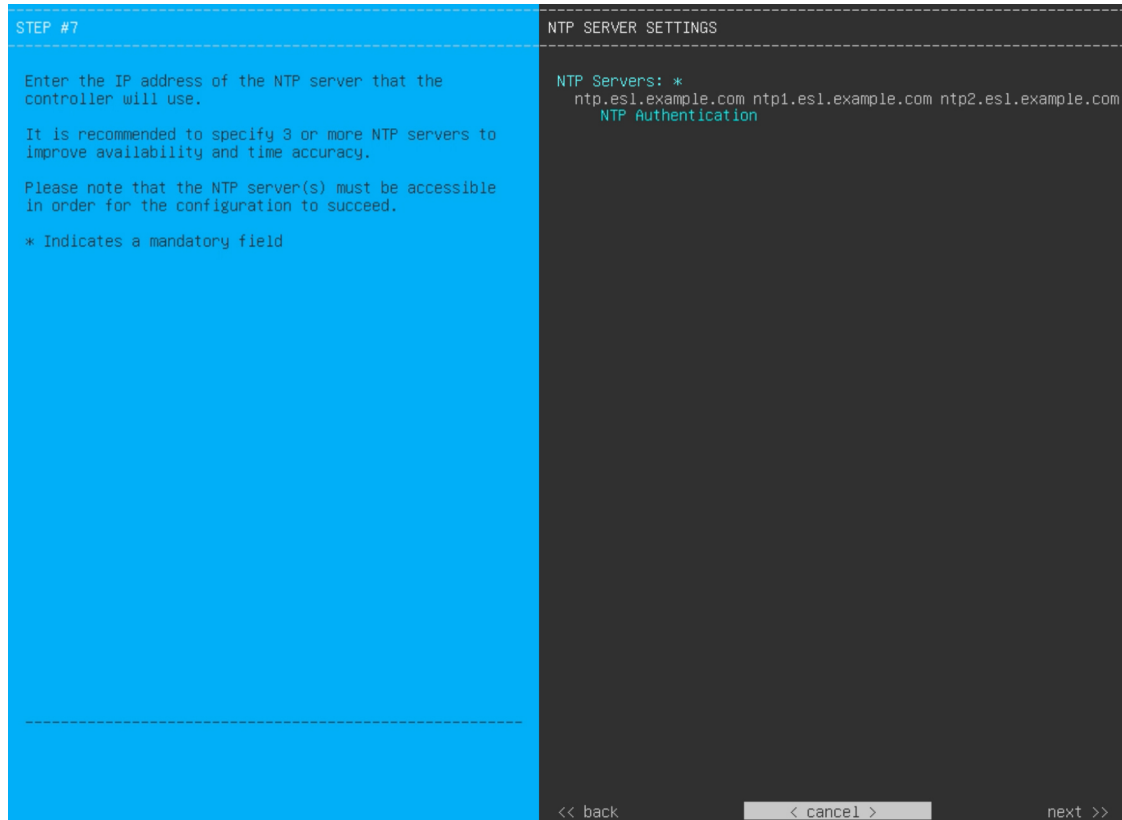 STEP #7
Enter the IP address of the NTP server that the
controller will use.
It is recommended to specify 3 or more NTP servers to
improve availability and time accuracy.
Please note that the NTP server(s) must be accessible
in order for the configuration to succeed.
* Indicates a mandatory field
NTP SERVER SETTINGS
NTP Servers: *
ntp.esl.example.com ntp1.esl.example.com ntp2.esl.example.com
NTP Authentication
<< back < cancel > next >>